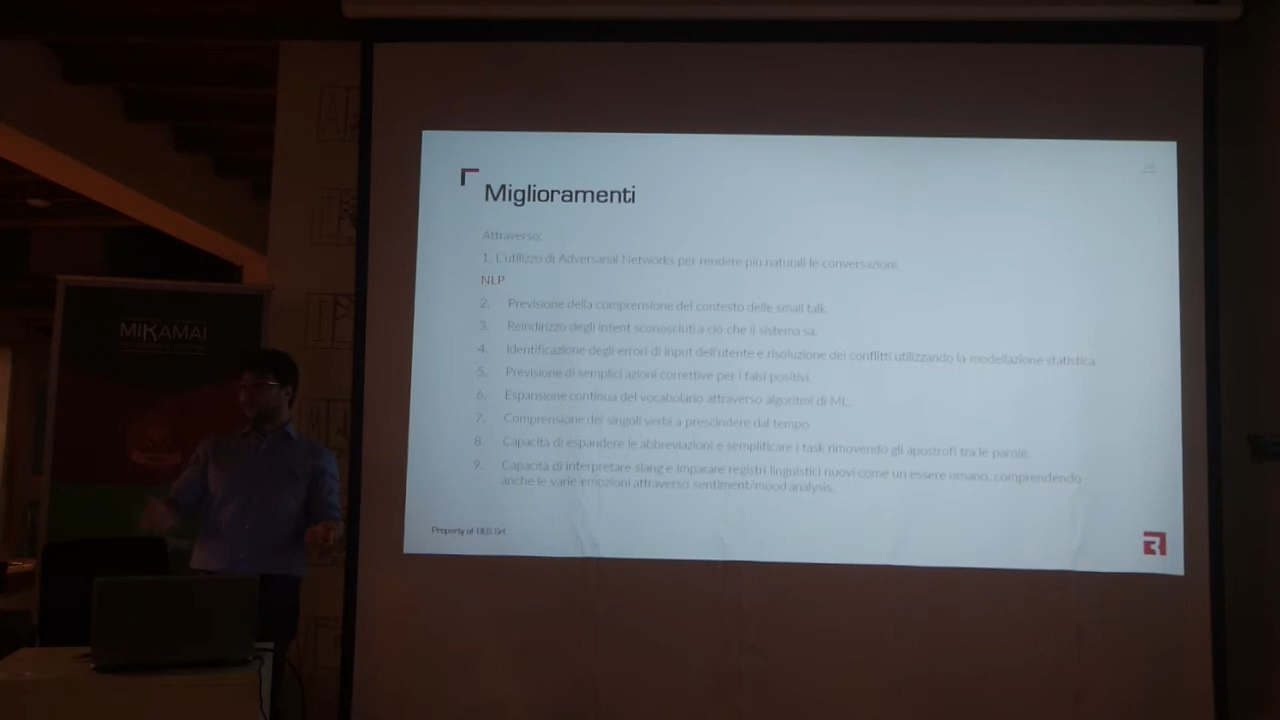 MIKAMAI
Miglioramenti
Attraverso:
1. L'utilizzo di Adversarial Networks per rendere più naturali le conversazioni.
NLP
2. Previsione della comprensione del contesto delle small talk.
3. Reindirizzo degli intent sconosciuti a ciò che il sistema sa.
4. Identificazione degli errori di input dell'utente e risoluzione dei conflitti utilizzando la modellazione statistica.
5. Previsione di semplici azioni correttive per i falsi positivi.
6. Espansione continua del vocabolario attraverso algoritmi di ML.
7. Comprensione dei singoli verbi a prescindere dal tempo
8. Capacità di espandere le abbreviazioni e semplificare i task rimovendo gli apostrofi tra le parole.
9. Capacità di interpretare slang e imparare registri linguistici nuovi come un essere umano, comprendendo
anche le varie emozioni attraverso sentiment/mood analysis.
Property of Srl